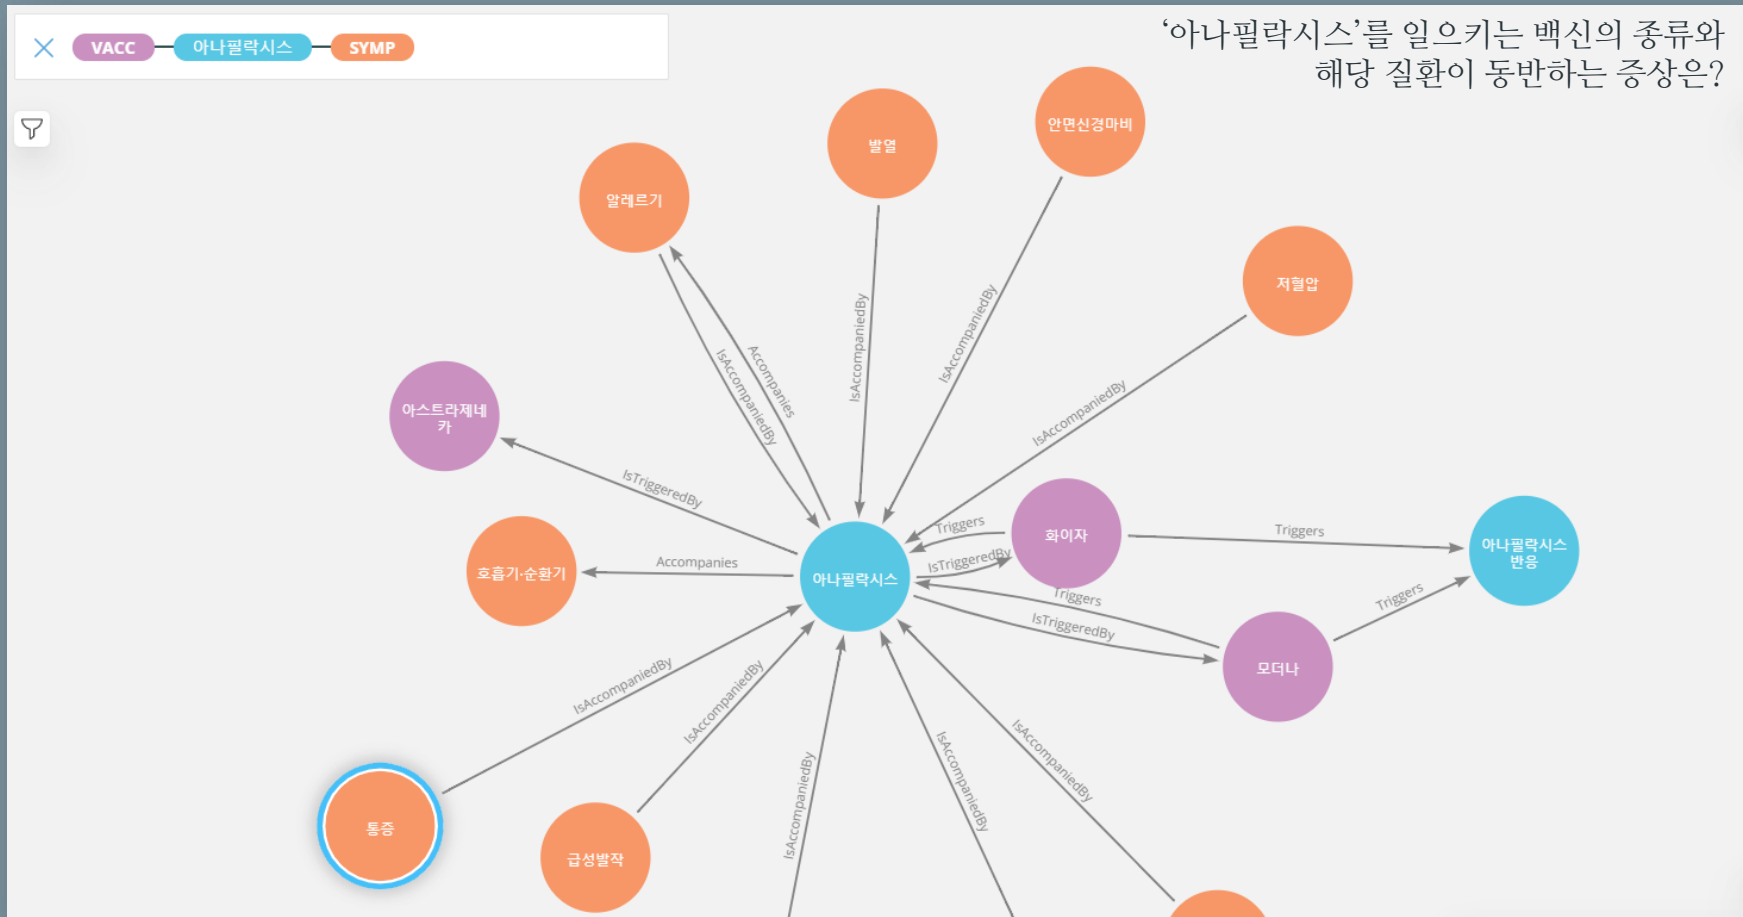 VACC
아나필락시스
SYMP
‘아나필락시스’를 일으키는 백신의 종류와
해당 질환이 동반하는 증상은?
안면신경마비
발열
알레르기
저혈압
IsAccompaniedBy
IsAccompaniedBy
Accompanies
IsAccompaniedBy
IsAccompaniedBy
아스트라제네
카
IsTriggeredBy
Triggers
화이자
Triggers
아나필락시스
반응
호흡기·순환기
Accompanies
아나필락시스
IsTriggeredBy
Triggers
Triggers
IsTriggeredBy
모더나
IsAccompaniedBy
IsAccompaniedBy
IsAccompaniedBy
IsAccompaniedBy
IsAccompaniedBy
통증
급성발작